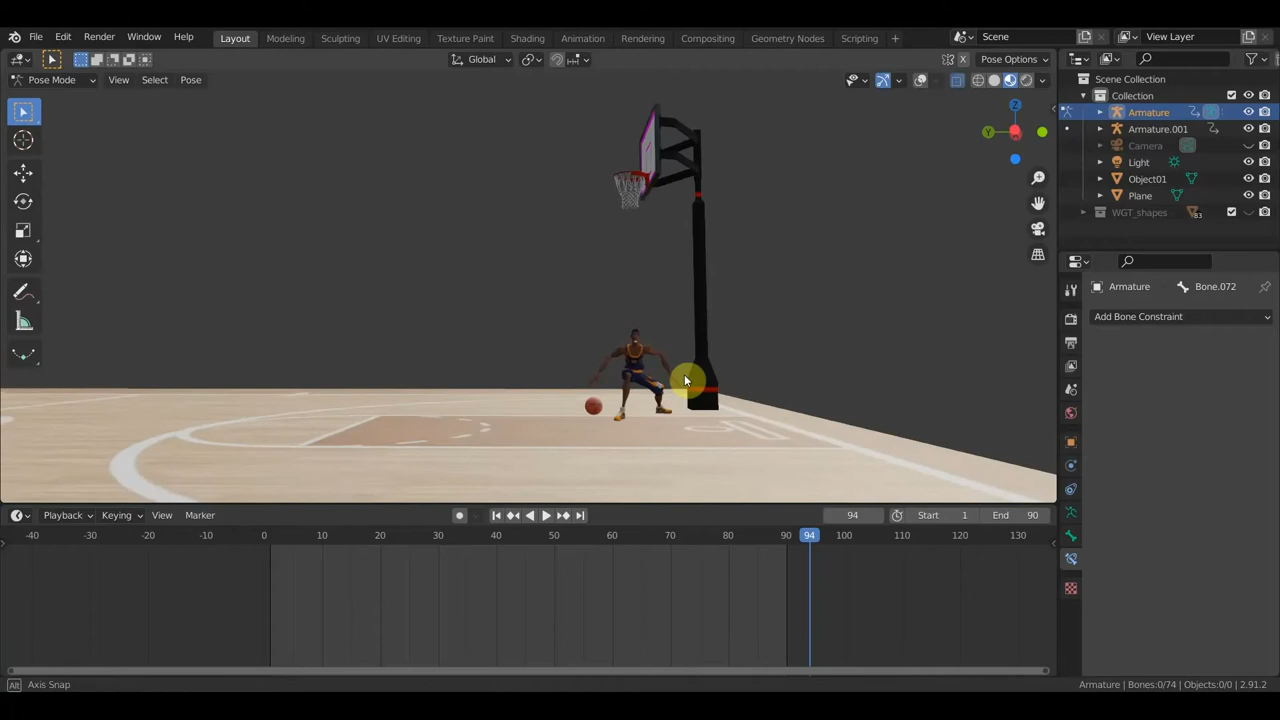 File Edit Render Window Help Layout Modeling Sculpting UV Editing Texture Paint Shading Animation Rendering Compositing Geometry Nodes Scripting + Scene View Layer
Global Pose Options X
Pose Mode View Select Pose
Scene Collection
Collection
Armature
Armature.001
Camera
Light
Object01
Plane
WGT_shapes 83
Z
Y
Armature Bone.072
Add Bone Constraint
Playback Keying View Marker 94 Start 1 End 90
-40 -30 -20 -10 0 10 20 30 40 50 60 70 80 90 94 100 110 120 130
Alt Axis Snap Armature | Bones:0/74 | Objects:0/0 | 2.91.2